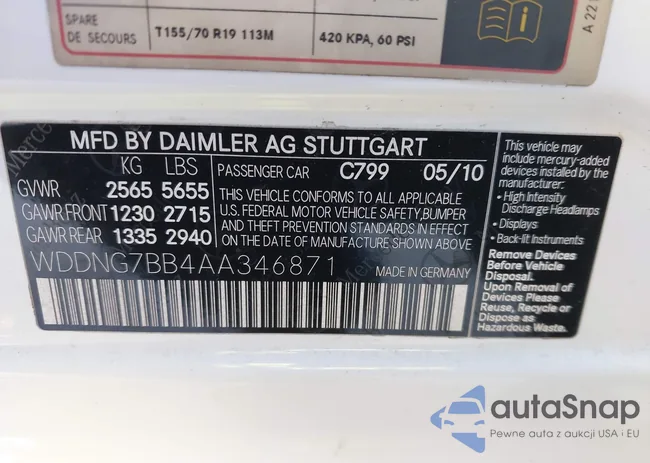 SPARE
DE SECOURS T155/70 R19 113M 420 KPA, 60 PSI
A 221
MFD BY DAIMLER AG STUTTGART
KG LBS
GVWR 2565 5655
GAWR FRONT 1230 2715
GAWR REAR 1335 2940
PASSENGER CAR C799 05/10
THIS VEHICLE CONFORMS TO ALL APPLICABLE
U.S. FEDERAL MOTOR VEHICLE SAFETY, BUMPER
AND THEFT PREVENTION STANDARDS IN EFFECT
ON THE DATE OF MANUFACTURE SHOWN ABOVE.
WDDNG7BB4AA346871
MADE IN GERMANY
This vehicle may
include mercury-added
devices installed by the
manufacturer:
• High Intensity
Discharge Headlamps
• Displays
• Back-lit Instruments
Remove Devices
Before Vehicle
Disposal.
Upon Removal of
Devices Please
Reuse, Recycle or
Dispose as
Hazardous Waste.
autoSnap
Pewne auta z aukcji USA i EU